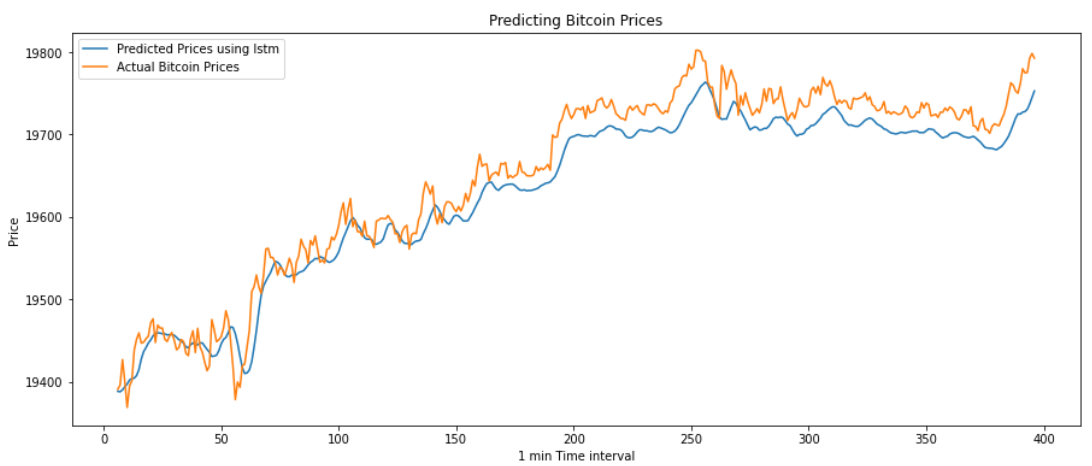 Predicting Bitcoin Prices
Predicted Prices using lstm
Actual Bitcoin Prices
19800
19700
19600
19500
19400
Price
0 50 100 150 200 250 300 350 400
1 min Time interval